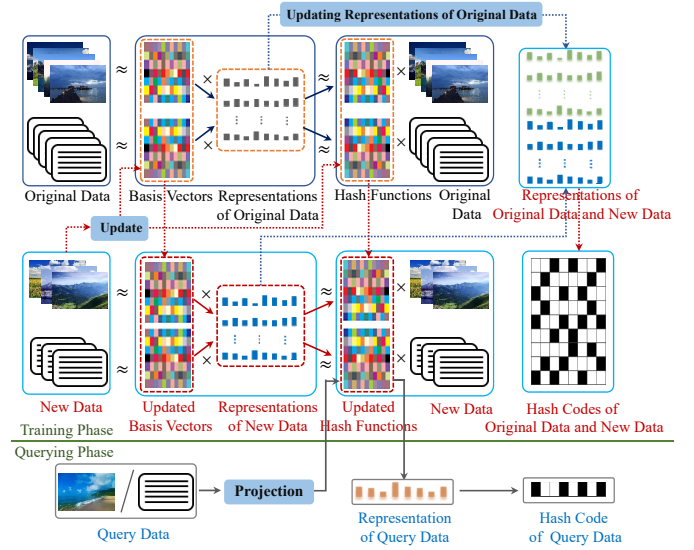 Updating Representations of Original Data
≈
×
≈
×
≈
×
≈
×
Original Data
Basis Vectors
Representations
of Original Data
Hash Functions
Original
Data
Representations of
Original Data and New Data
Update
≈
×
≈
×
≈
×
≈
×
New Data
Updated
Basis Vectors
Representations
of New Data
Updated
Hash Functions
New Data
Hash Codes of
Original Data and New Data
Training Phase
Querying Phase
Projection
Query Data
Representation
of Query Data
Hash Code
of Query Data